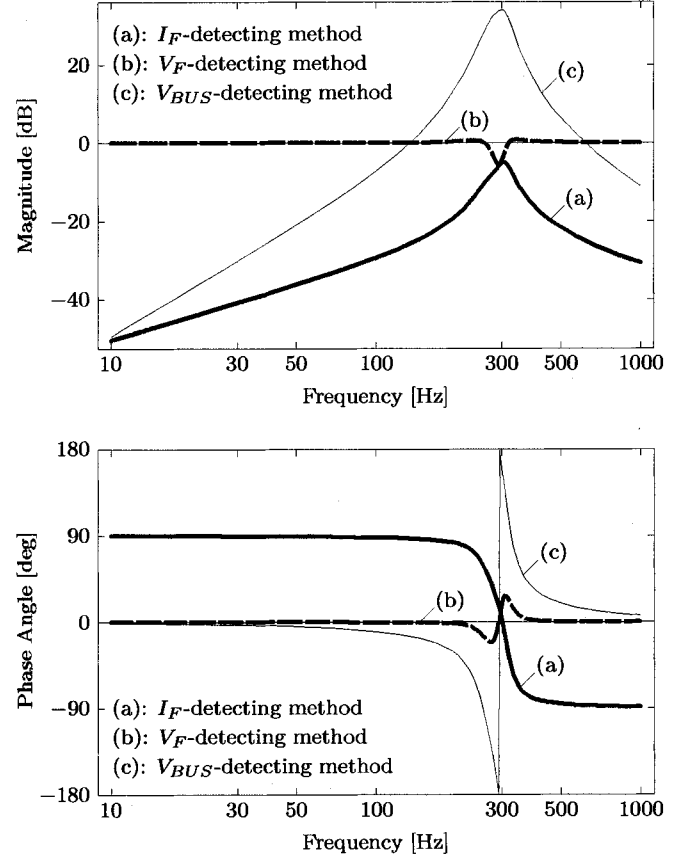 (a): I_F-detecting method
(b): V_F-detecting method
(c): V_BUS-detecting method
(c)
(b)
(a)
20
0
−20
−40
Magnitude [dB]
10 30 50 100 300 500 1000
Frequency [Hz]
180
90
0
−90
−180
Phase Angle [deg]
(c)
(b)
(a)
(a): I_F-detecting method
(b): V_F-detecting method
(c): V_BUS-detecting method
10 30 50 100 300 500 1000
Frequency [Hz]